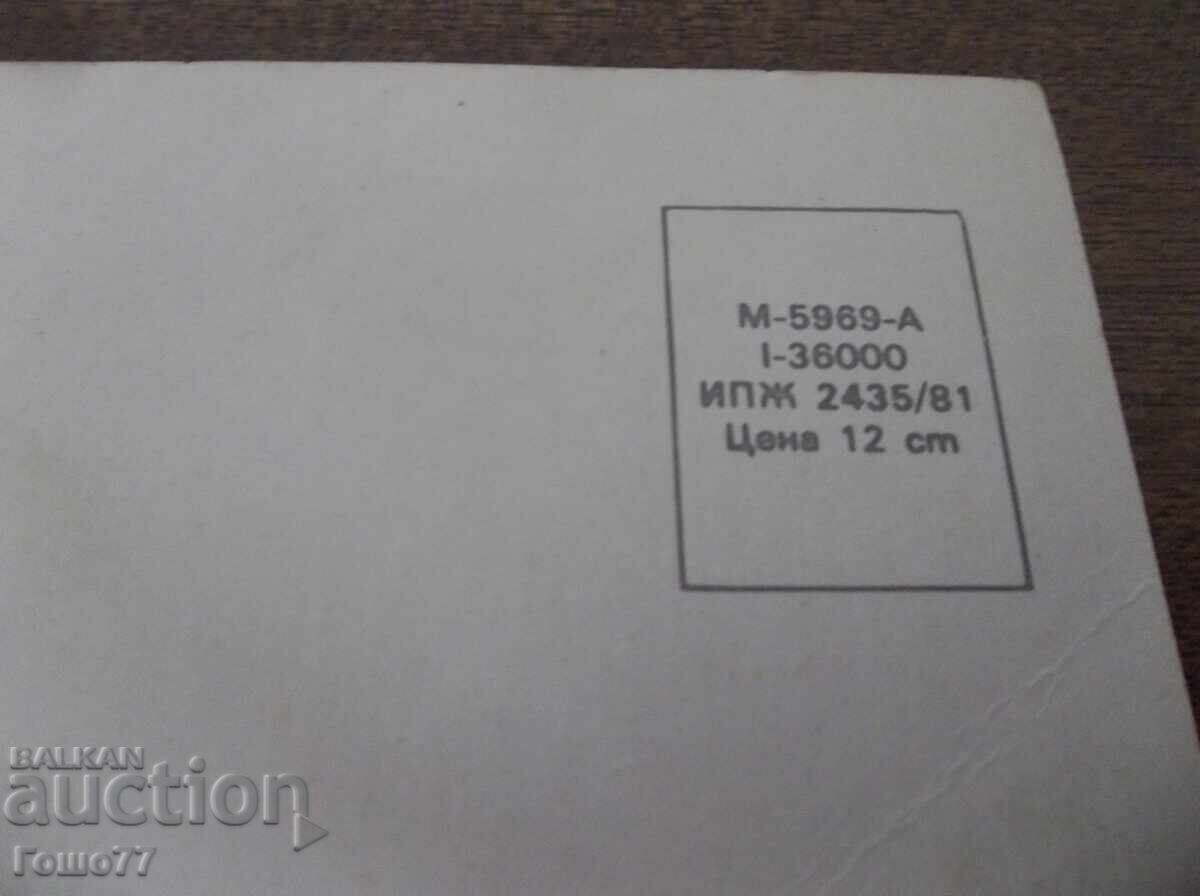 М-5969-А
I-36000
ИПЖ 2435/81
Цена 12 ст
BALKAN
auction
Гошо77